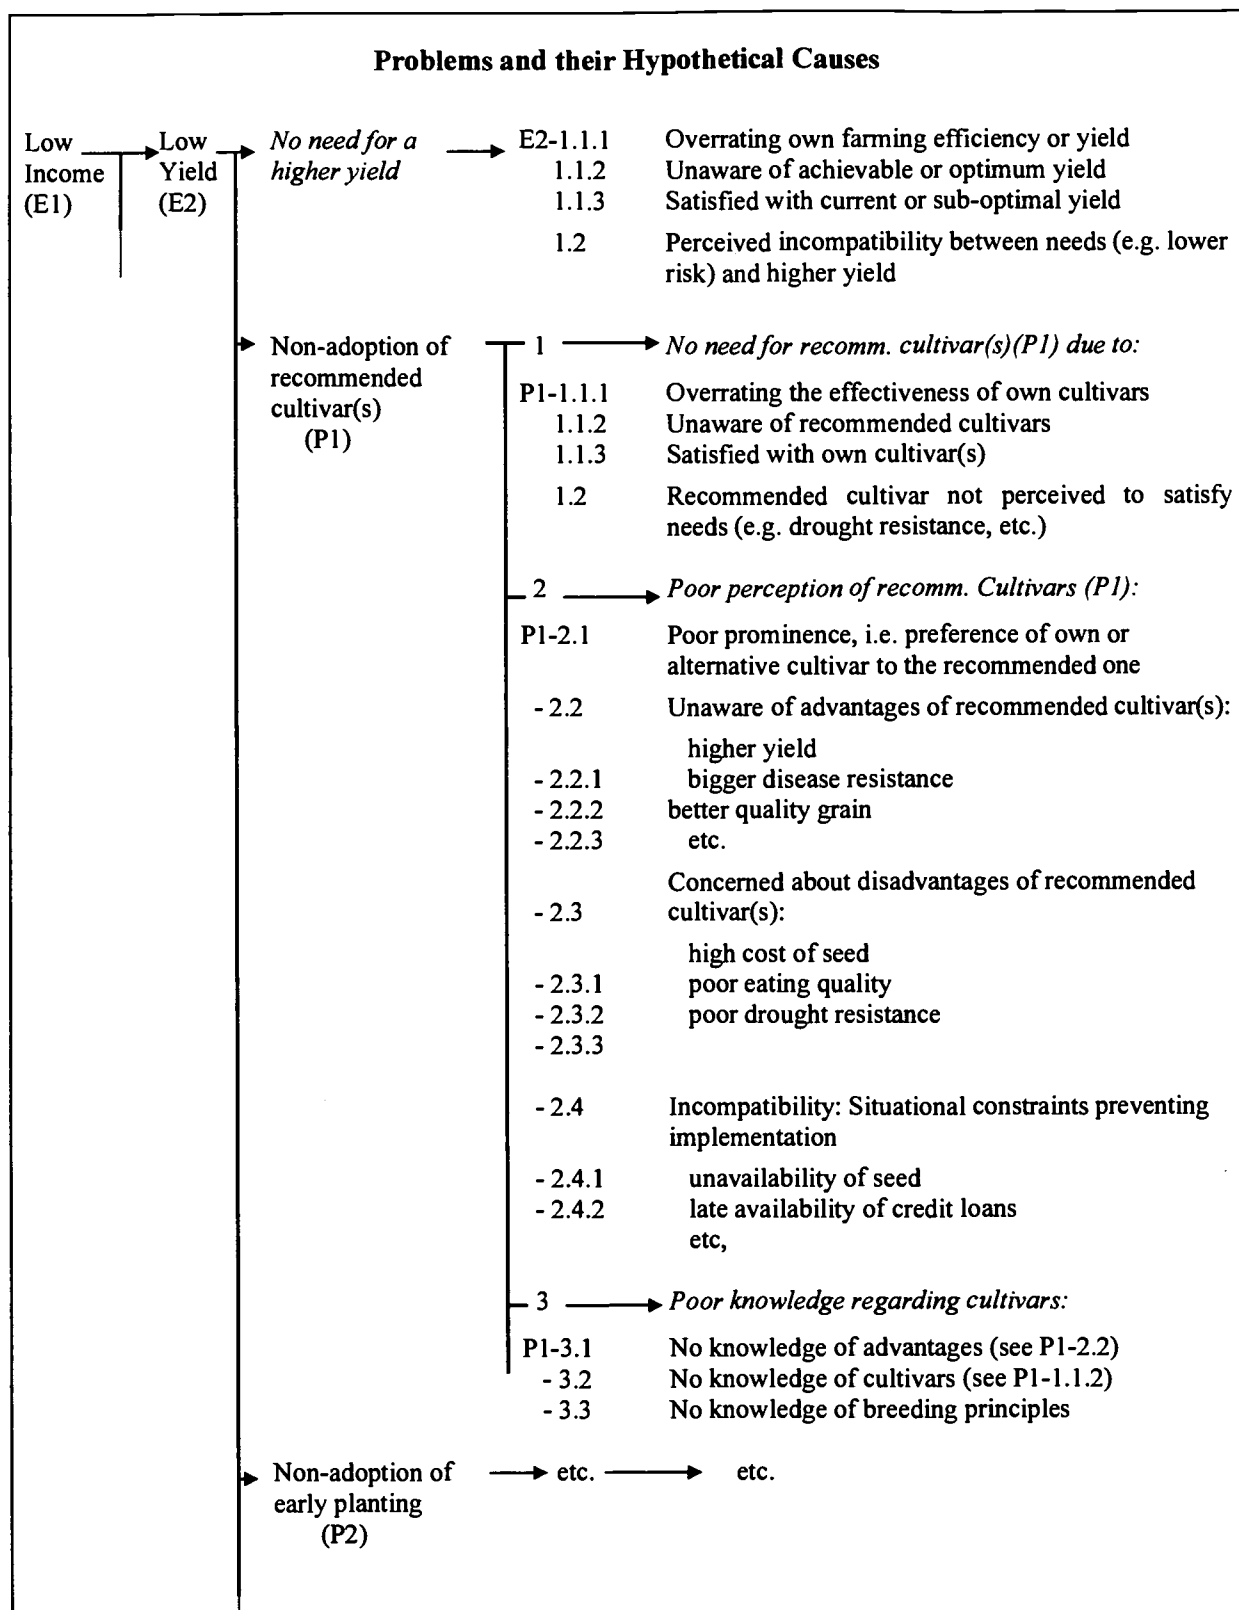 Problems and their Hypothetical Causes
Low Income (E1)
Low Yield (E2)
No need for a higher yield
E2-1.1.1 Overrating own farming efficiency or yield
1.1.2 Unaware of achievable or optimum yield
1.1.3 Satisfied with current or sub-optimal yield
1.2 Perceived incompatibility between needs (e.g. lower
risk) and higher yield
Non-adoption of
recommended
cultivar(s)
(P1)
1 No need for recomm. cultivar(s)(P1) due to:
P1-1.1.1 Overrating the effectiveness of own cultivars
1.1.2 Unaware of recommended cultivars
1.1.3 Satisfied with own cultivar(s)
1.2 Recommended cultivar not perceived to satisfy
needs (e.g. drought resistance, etc.)
2 Poor perception of recomm. Cultivars (P1):
P1-2.1 Poor prominence, i.e. preference of own or
alternative cultivar to the recommended one
- 2.2 Unaware of advantages of recommended cultivar(s):
higher yield
- 2.2.1 bigger disease resistance
- 2.2.2 better quality grain
- 2.2.3 etc.
Concerned about disadvantages of recommended
- 2.3 cultivar(s):
high cost of seed
- 2.3.1 poor eating quality
- 2.3.2 poor drought resistance
- 2.3.3
- 2.4 Incompatibility: Situational constraints preventing
implementation
- 2.4.1 unavailability of seed
- 2.4.2 late availability of credit loans
etc,
3 Poor knowledge regarding cultivars:
P1-3.1 No knowledge of advantages (see P1-2.2)
- 3.2 No knowledge of cultivars (see P1-1.1.2)
- 3.3 No knowledge of breeding principles
Non-adoption of
early planting
(P2)
etc. etc.